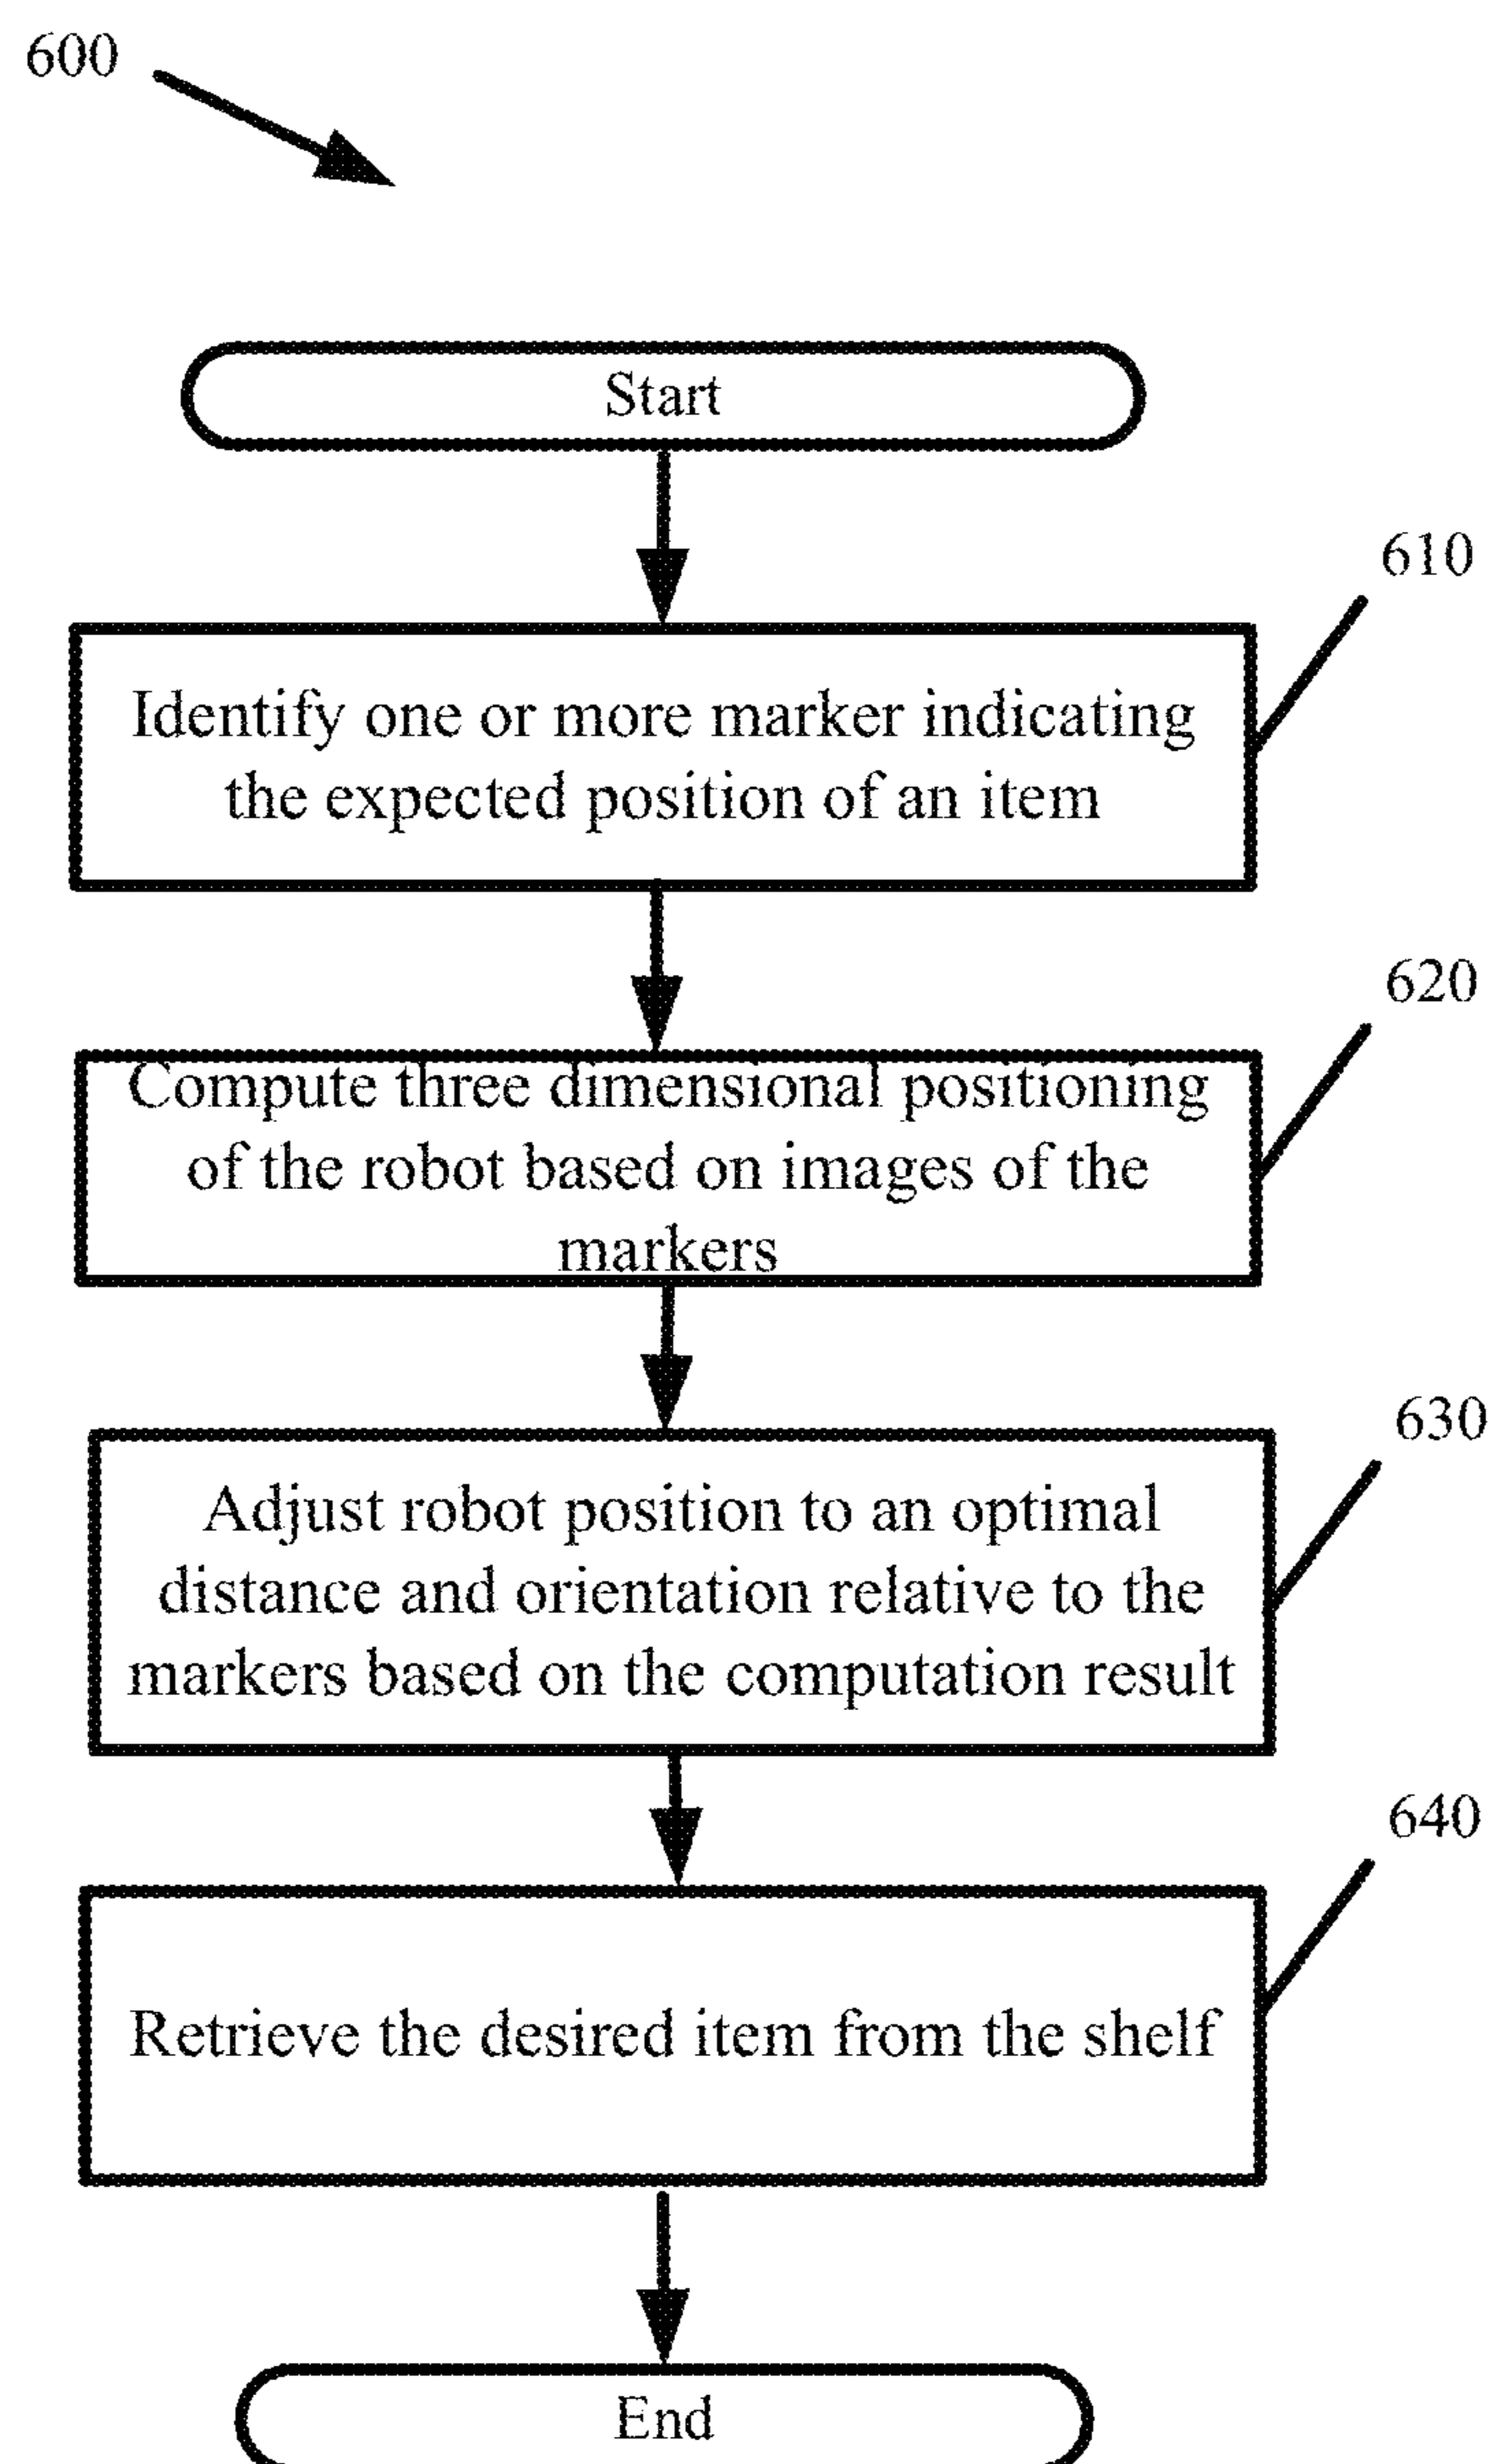 600
Start
610
Identify one or more marker indicating
the expected position of an item
620
Compute three dimensional positioning
of the robot based on images of the
markers
630
Adjust robot position to an optimal
distance and orientation relative to the
markers based on the computation result
640
Retrieve the desired item from the shelf
End